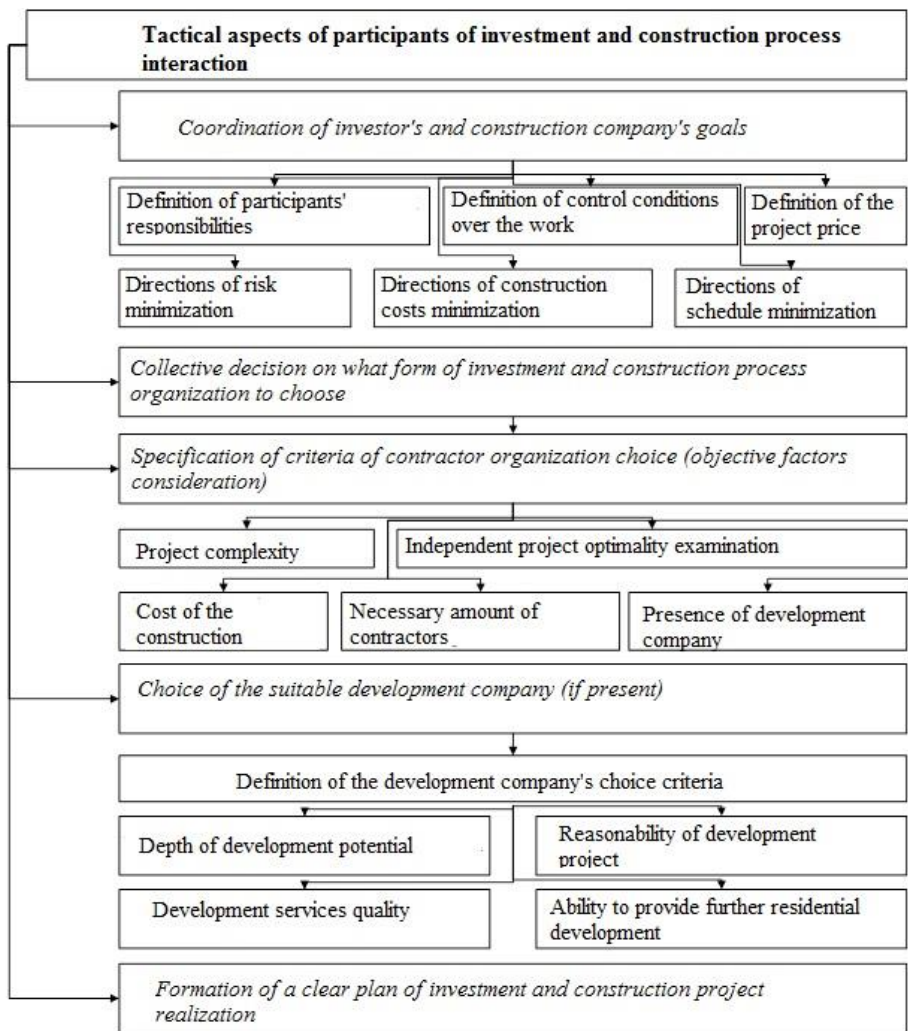 Tactical aspects of participants of investment and construction process
interaction
Coordination of investor's and construction company's goals
Definition of participants'
responsibilities
Definition of control conditions
over the work
Definition of the
project price
Directions of risk
minimization
Directions of construction
costs minimization
Directions of
schedule minimization
Collective decision on what form of investment and construction process
organization to choose
Specification of criteria of contractor organization choice (objective factors
consideration)
Project complexity
Independent project optimality examination
Cost of the
construction
Necessary amount of
contractors
Presence of development
company
Choice of the suitable development company (if present)
Definition of the development company's choice criteria
Depth of development potential
Reasonability of development
project
Development services quality
Ability to provide further residential
development
Formation of a clear plan of investment and construction project
realization